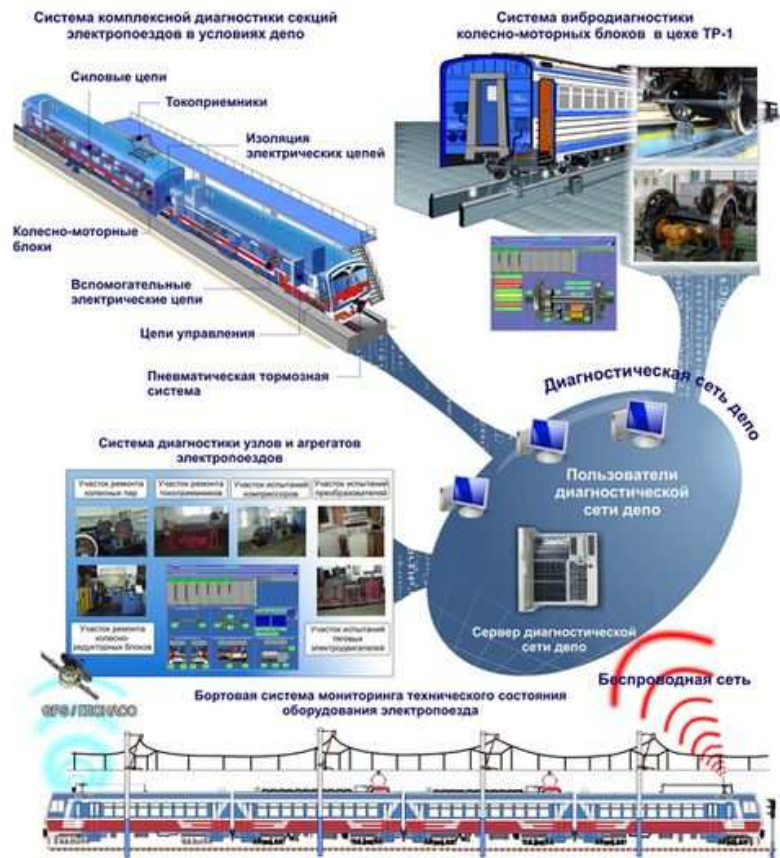 Система комплексной диагностики секций
электропоездов в условиях депо
Система вибродиагностики
колесно-моторных блоков в цехе ТР-1
Силовые цепи
Токоприемники
Изоляция
электрических цепей
Колесно-моторные
блоки
Вспомогательные
электрические цепи
Цепи управления
Пневматическая тормозная
система
Диагностическая сеть депо
Пользователи
диагностической
сети депо
Сервер диагностической
сети депо
Система диагностики узлов и агрегатов
электропоездов
Участок ремонта
колесных пар
Участок ремонта
токоприемников
Участок испытаний
компрессоров
Участок испытаний
преобразователей
Участок ремонта
колесно-
редукторных блоков
Участок испытаний
тяговых
электродвигателей
Беспроводная сеть
GPS / ГЛОНАСС
Бортовая система мониторинга технического состояния
оборудования электропоезда